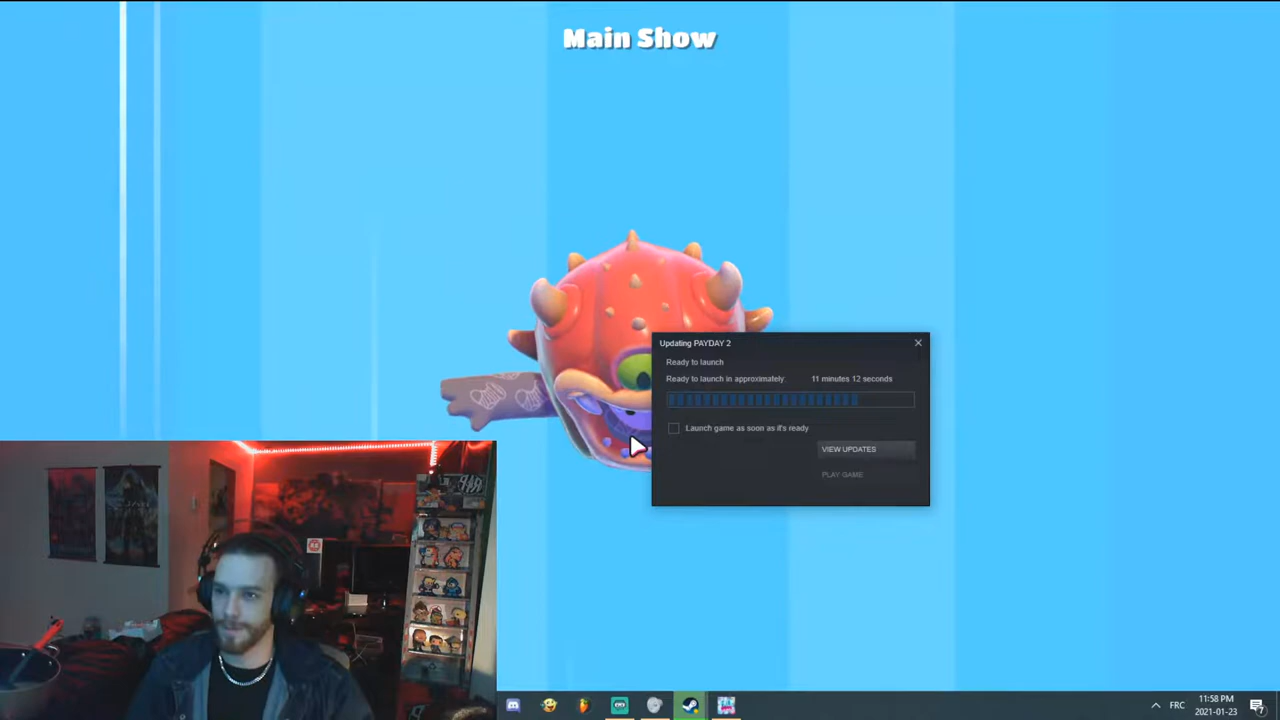 Main Show
Updating PAYDAY 2
Ready to launch
Ready to launch in approximately: 11 minutes 12 seconds
Launch game as soon as it's ready
VIEW UPDATES
PLAY GAME
FRC
11:58 PM
2021-01-23
7